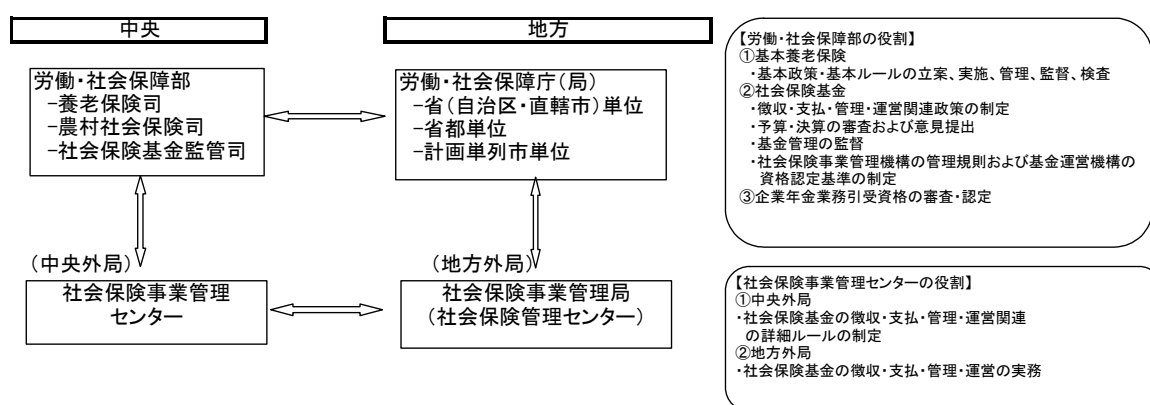 中央
地方
労働・社会保障部
-養老保険司
-農村社会保険司
-社会保険基金監管司
労働・社会保障庁(局)
-省(自治区・直轄市)単位
-省都単位
-計画単列市単位
(中央外局)
社会保険事業管理
センター
(地方外局)
社会保険事業管理局
(社会保険管理センター)
【労働・社会保障部の役割】
①基本養老保険
・基本政策・基本ルールの立案、実施、管理、監督、検査
②社会保険基金
・徴収・支払・管理・運営関連政策の制定
・予算・決算の審査および意見提出
・基金管理の監督
・社会保険事業管理機構の管理規則および基金運営機構の
資格認定基準の制定
③企業年金業務引受資格の審査・認定
【社会保険事業管理センターの役割】
①中央外局
・社会保険基金の徴収・支払・管理・運営関連
の詳細ルールの制定
②地方外局
・社会保険基金の徴収・支払・管理・運営の実務